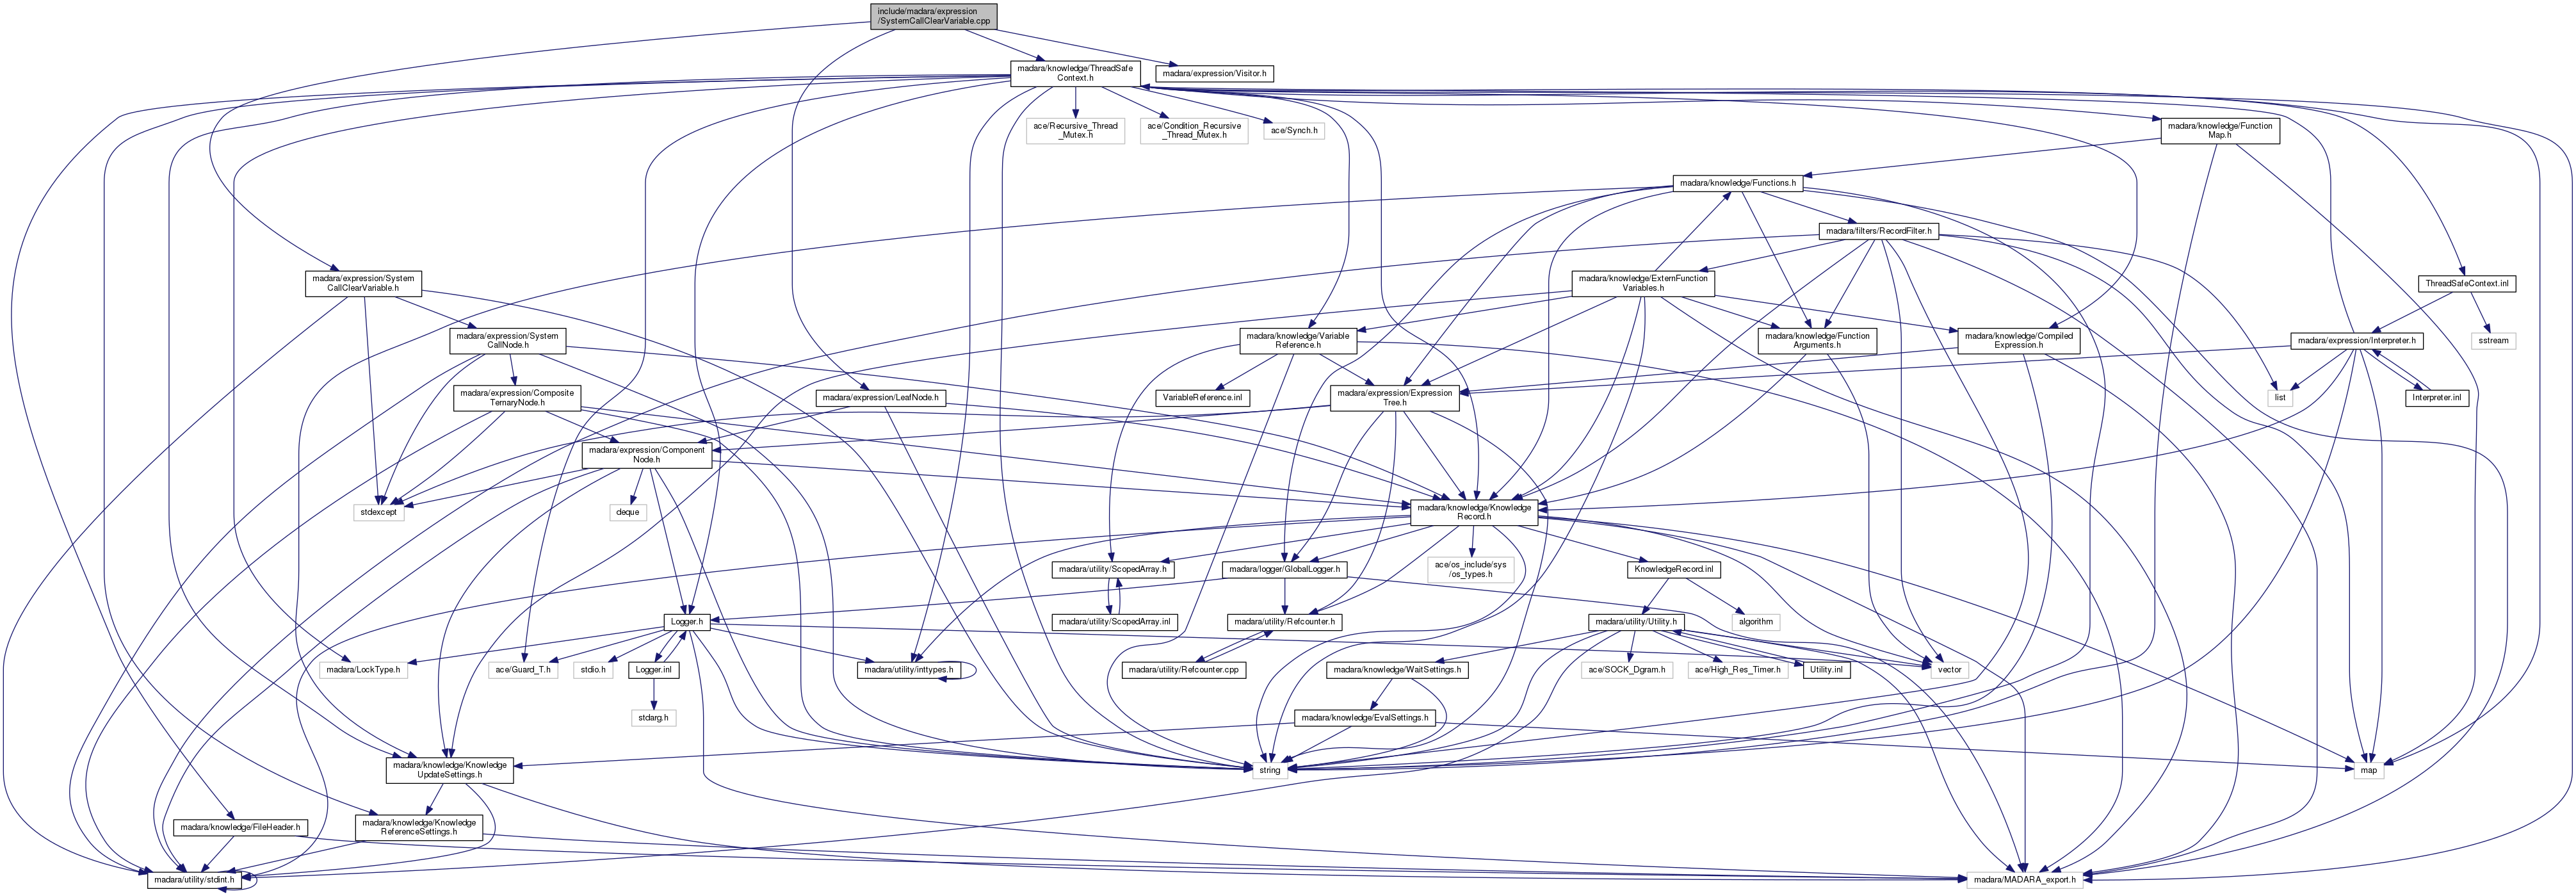 include/madara/expression
/SystemCallClearVariable.cpp
madara/knowledge/ThreadSafe
Context.h
madara/expression/Visitor.h
ace/Recursive_Thread
_Mutex.h
ace/Condition_Recursive
_Thread_Mutex.h
ace/Synch.h
madara/knowledge/Function
Map.h
madara/knowledge/Functions.h
madara/filters/RecordFilter.h
madara/expression/System
CallClearVariable.h
madara/knowledge/ExternFunction
Variables.h
ThreadSafeContext.inl
madara/expression/System
CallNode.h
madara/knowledge/Variable
Reference.h
madara/knowledge/Function
Arguments.h
madara/knowledge/Compiled
Expression.h
madara/expression/Interpreter.h
sstream
madara/expression/Composite
TernaryNode.h
madara/expression/LeafNode.h
VariableReference.inl
madara/expression/Expression
Tree.h
list
Interpreter.inl
madara/expression/Component
Node.h
stdexcept
deque
madara/knowledge/Knowledge
Record.h
madara/utility/ScopedArray.h
madara/logger/GlobalLogger.h
ace/os_include/sys
/os_types.h
KnowledgeRecord.inl
Logger.h
madara/utility/ScopedArray.inl
madara/utility/Refcounter.h
madara/utility/Utility.h
algorithm
madara/LockType.h
ace/Guard_T.h
stdio.h
Logger.inl
madara/utility/inttypes.h
madara/utility/Refcounter.cpp
madara/knowledge/WaitSettings.h
ace/SOCK_Dgram.h
ace/High_Res_Timer.h
Utility.inl
vector
stdarg.h
madara/knowledge/EvalSettings.h
madara/knowledge/Knowledge
UpdateSettings.h
string
map
madara/knowledge/FileHeader.h
madara/knowledge/Knowledge
ReferenceSettings.h
madara/utility/stdint.h
madara/MADARA_export.h